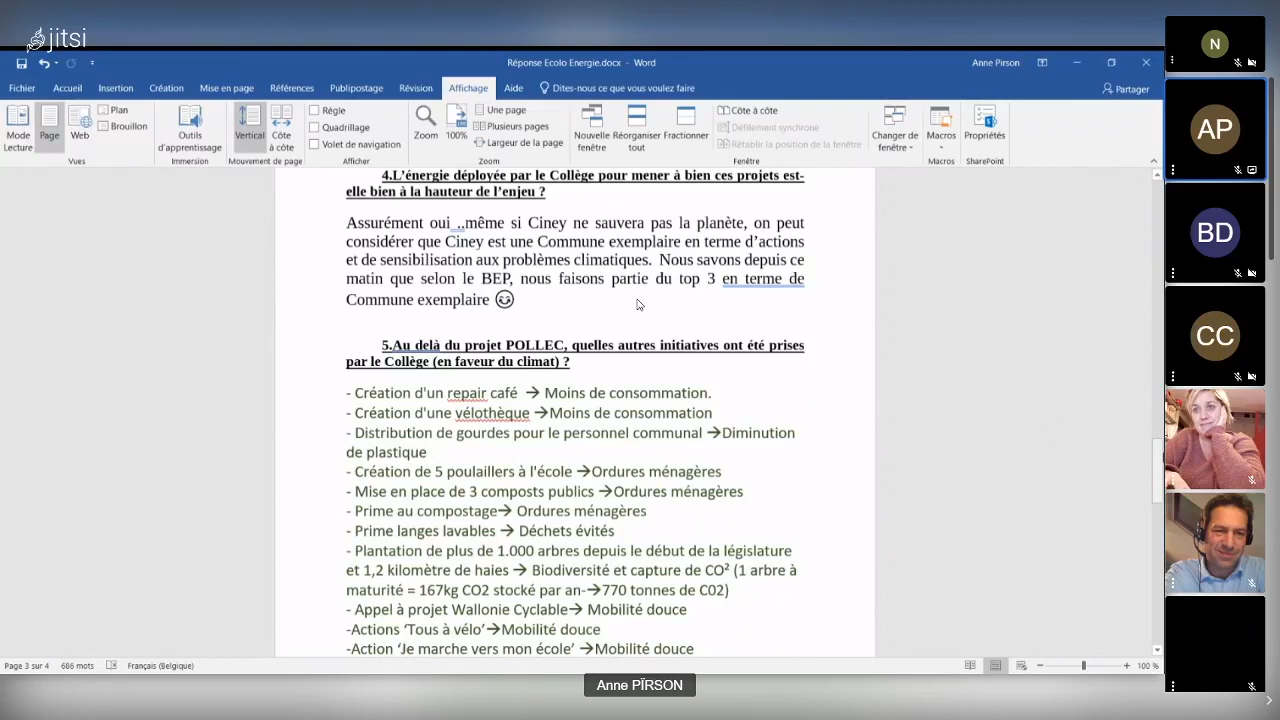 jitsi
Réponse Ecolo Energie.docx - Word
Anne Pirson
Fichier Accueil Insertion Création Mise en page Références Publipostage Révision Affichage Aide Dites-nous ce que vous voulez faire Partager
Mode Lecture
Page
Web
Plan
Brouillon
Vues
Outils d'apprentissage
Immersion
Vertical
Côte à côte
Mouvement de page
Règle
Quadrillage
Volet de navigation
Afficher
Zoom
100%
Une page
Plusieurs pages
Largeur de la page
Zoom
Nouvelle fenêtre
Réorganiser tout
Fractionner
Côte à côte
Défilement synchrone
Rétablir la position de la fenêtre
Fenêtre
Changer de fenêtre
Macros
Macros
Propriétés
SharePoint
4.L'énergie déployée par le Collège pour mener à bien ces projets est-
elle bien à la hauteur de l'enjeu ?
Assurément oui ..même si Ciney ne sauvera pas la planète, on peut
considérer que Ciney est une Commune exemplaire en terme d'actions
et de sensibilisation aux problèmes climatiques. Nous savons depuis ce
matin que selon le BEP, nous faisons partie du top 3 en terme de
Commune exemplaire 😊
5.Au delà du projet POLLEC, quelles autres initiatives ont été prises
par le Collège (en faveur du climat) ?
- Création d'un repair café → Moins de consommation.
- Création d'une vélothèque →Moins de consommation
- Distribution de gourdes pour le personnel communal →Diminution
de plastique
- Création de 5 poulaillers à l'école →Ordures ménagères
- Mise en place de 3 composts publics →Ordures ménagères
- Prime au compostage→ Ordures ménagères
- Prime langes lavables → Déchets évités
- Plantation de plus de 1.000 arbres depuis le début de la législature
et 1,2 kilomètre de haies → Biodiversité et capture de CO² (1 arbre à
maturité = 167kg CO2 stocké par an-→770 tonnes de C02)
- Appel à projet Wallonie Cyclable→ Mobilité douce
-Actions 'Tous à vélo'→Mobilité douce
-Action 'Je marche vers mon école' →Mobilité douce
Page 3 sur 4 686 mots Français (Belgique) 100 %
Anne PÏRSON
N
AP
BD
CC